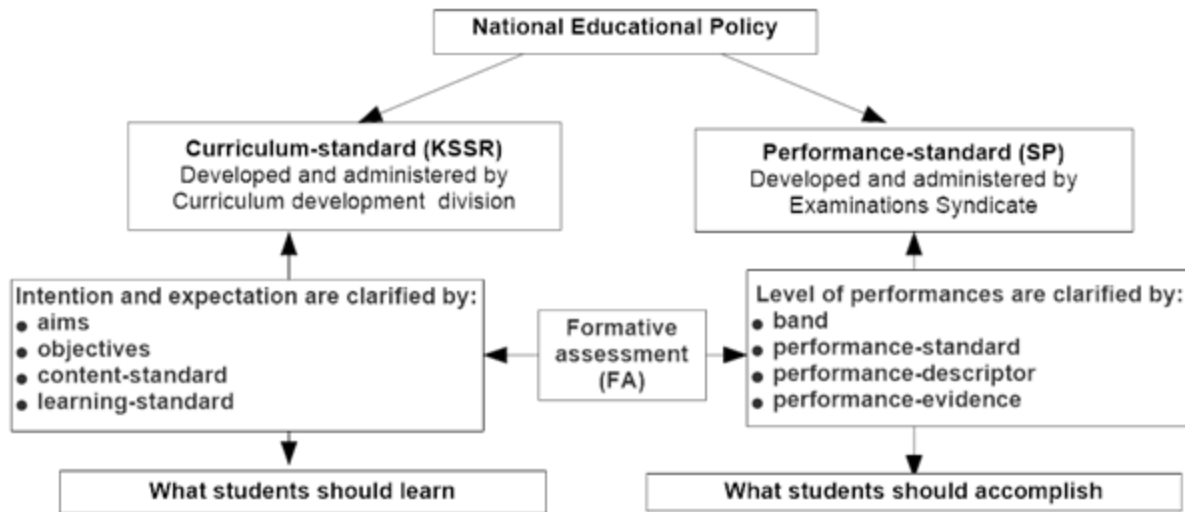 National Educational Policy
Curriculum-standard (KSSR)
Developed and administered by
Curriculum development division
Performance-standard (SP)
Developed and administered by
Examinations Syndicate
Intention and expectation are clarified by:
● aims
● objectives
● content-standard
● learning-standard
Formative
assessment
(FA)
Level of performances are clarified by:
● band
● performance-standard
● performance-descriptor
● performance-evidence
What students should learn
What students should accomplish